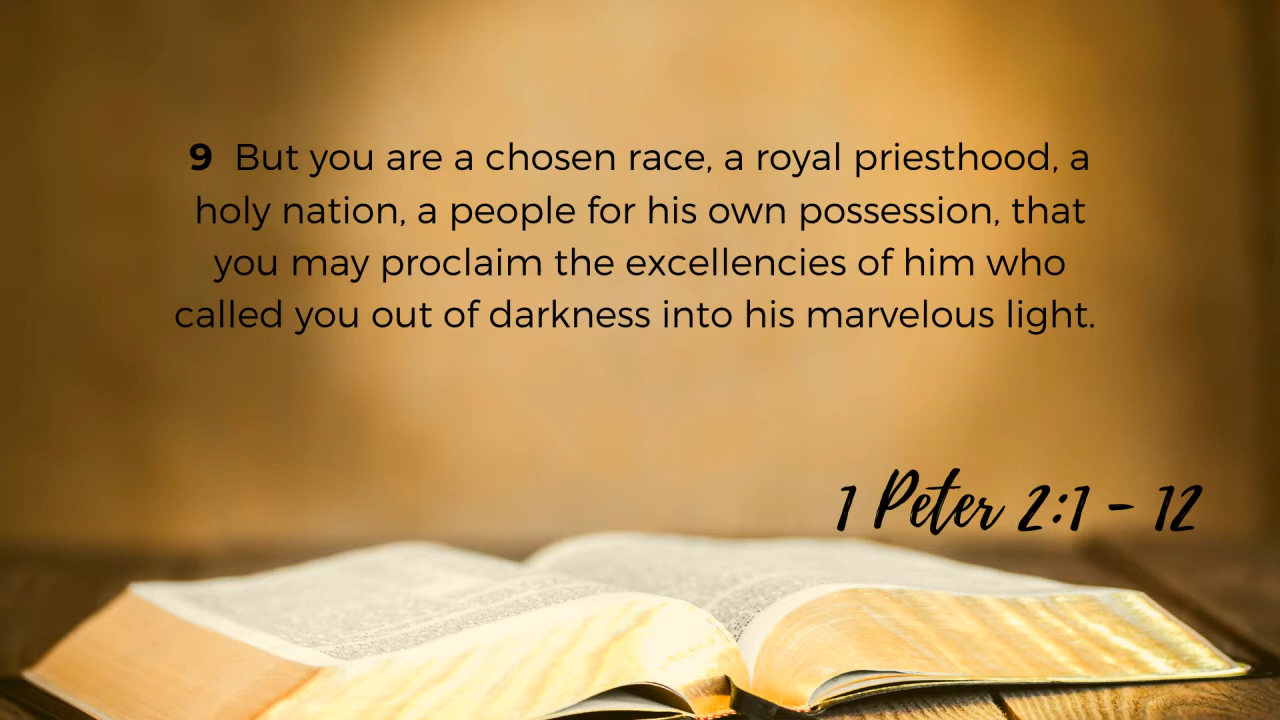 9 But you are a chosen race, a royal priesthood, a
holy nation, a people for his own possession, that
you may proclaim the excellencies of him who
called you out of darkness into his marvelous light.
1 Peter 2:1 - 12